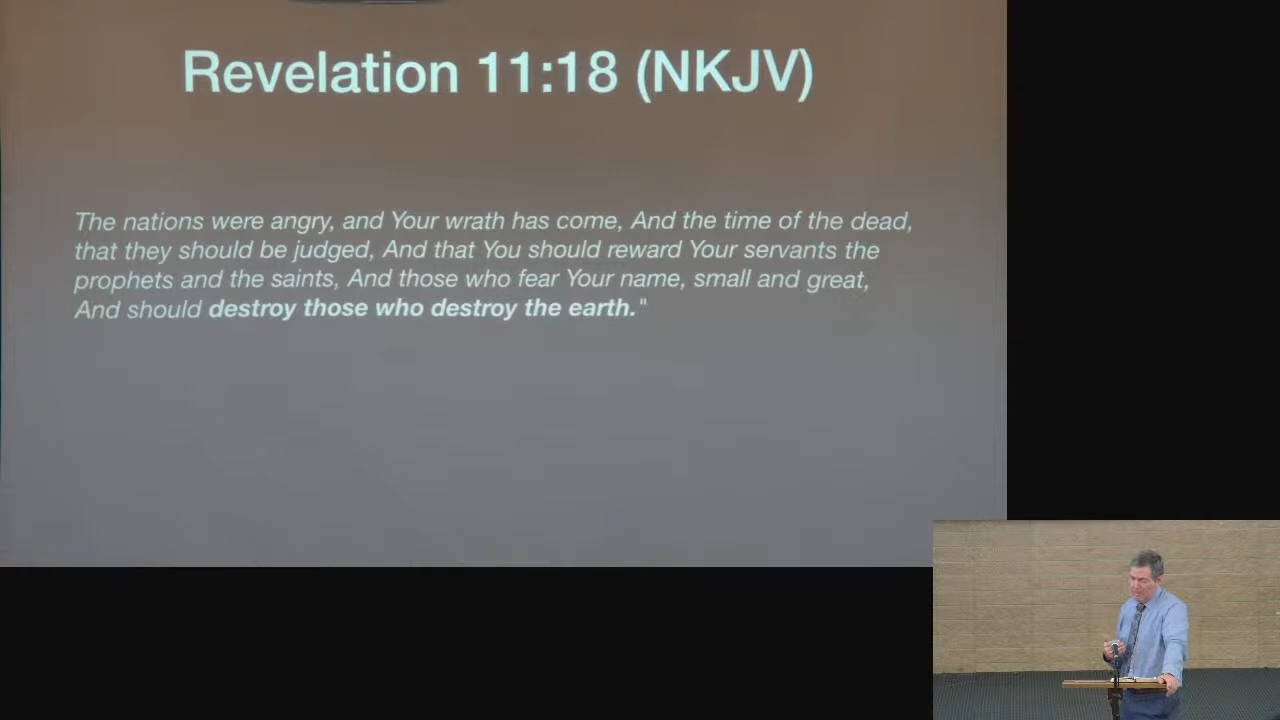 Revelation 11:18 (NKJV)
The nations were angry, and Your wrath has come, And the time of the dead,
that they should be judged, And that You should reward Your servants the
prophets and the saints, And those who fear Your name, small and great,
And should destroy those who destroy the earth."